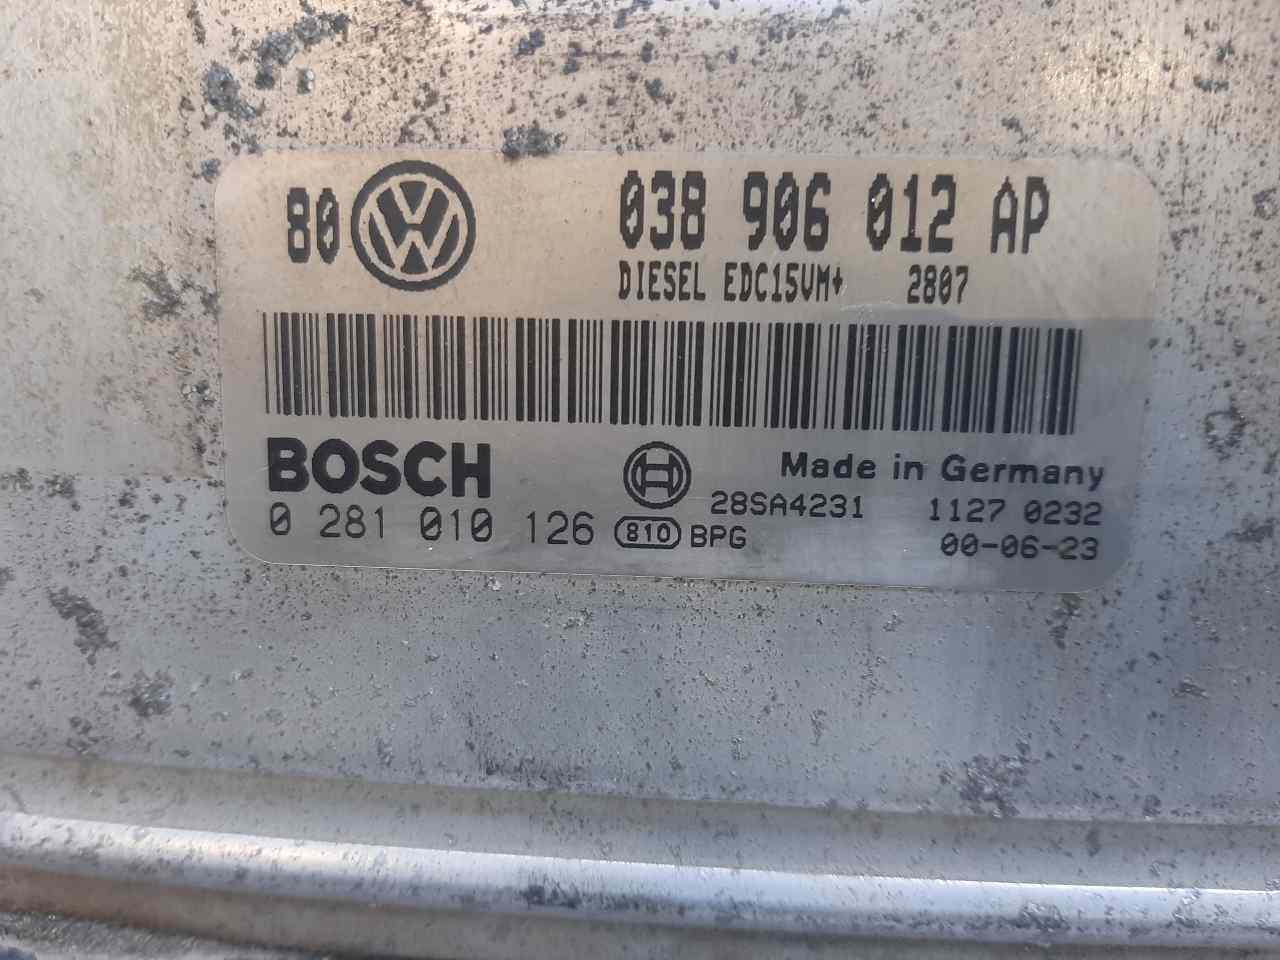 80 038 906 012 AP
DIESEL EDC15VM+ 2807
BOSCH Made in Germany
28SA4231 1127 0232
0 281 010 126 810 BPG 00-06-23